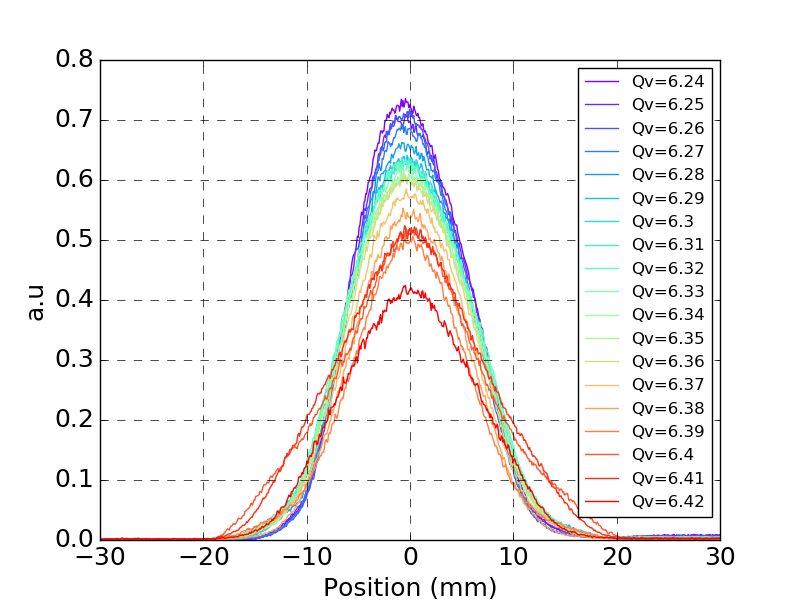 0.8
0.7
0.6
0.5
0.4
0.3
0.2
0.1
0.0
a.u
−30
−20
−10
0
10
20
30
Position (mm)
Qv=6.24
Qv=6.25
Qv=6.26
Qv=6.27
Qv=6.28
Qv=6.29
Qv=6.3
Qv=6.31
Qv=6.32
Qv=6.33
Qv=6.34
Qv=6.35
Qv=6.36
Qv=6.37
Qv=6.38
Qv=6.39
Qv=6.4
Qv=6.41
Qv=6.42